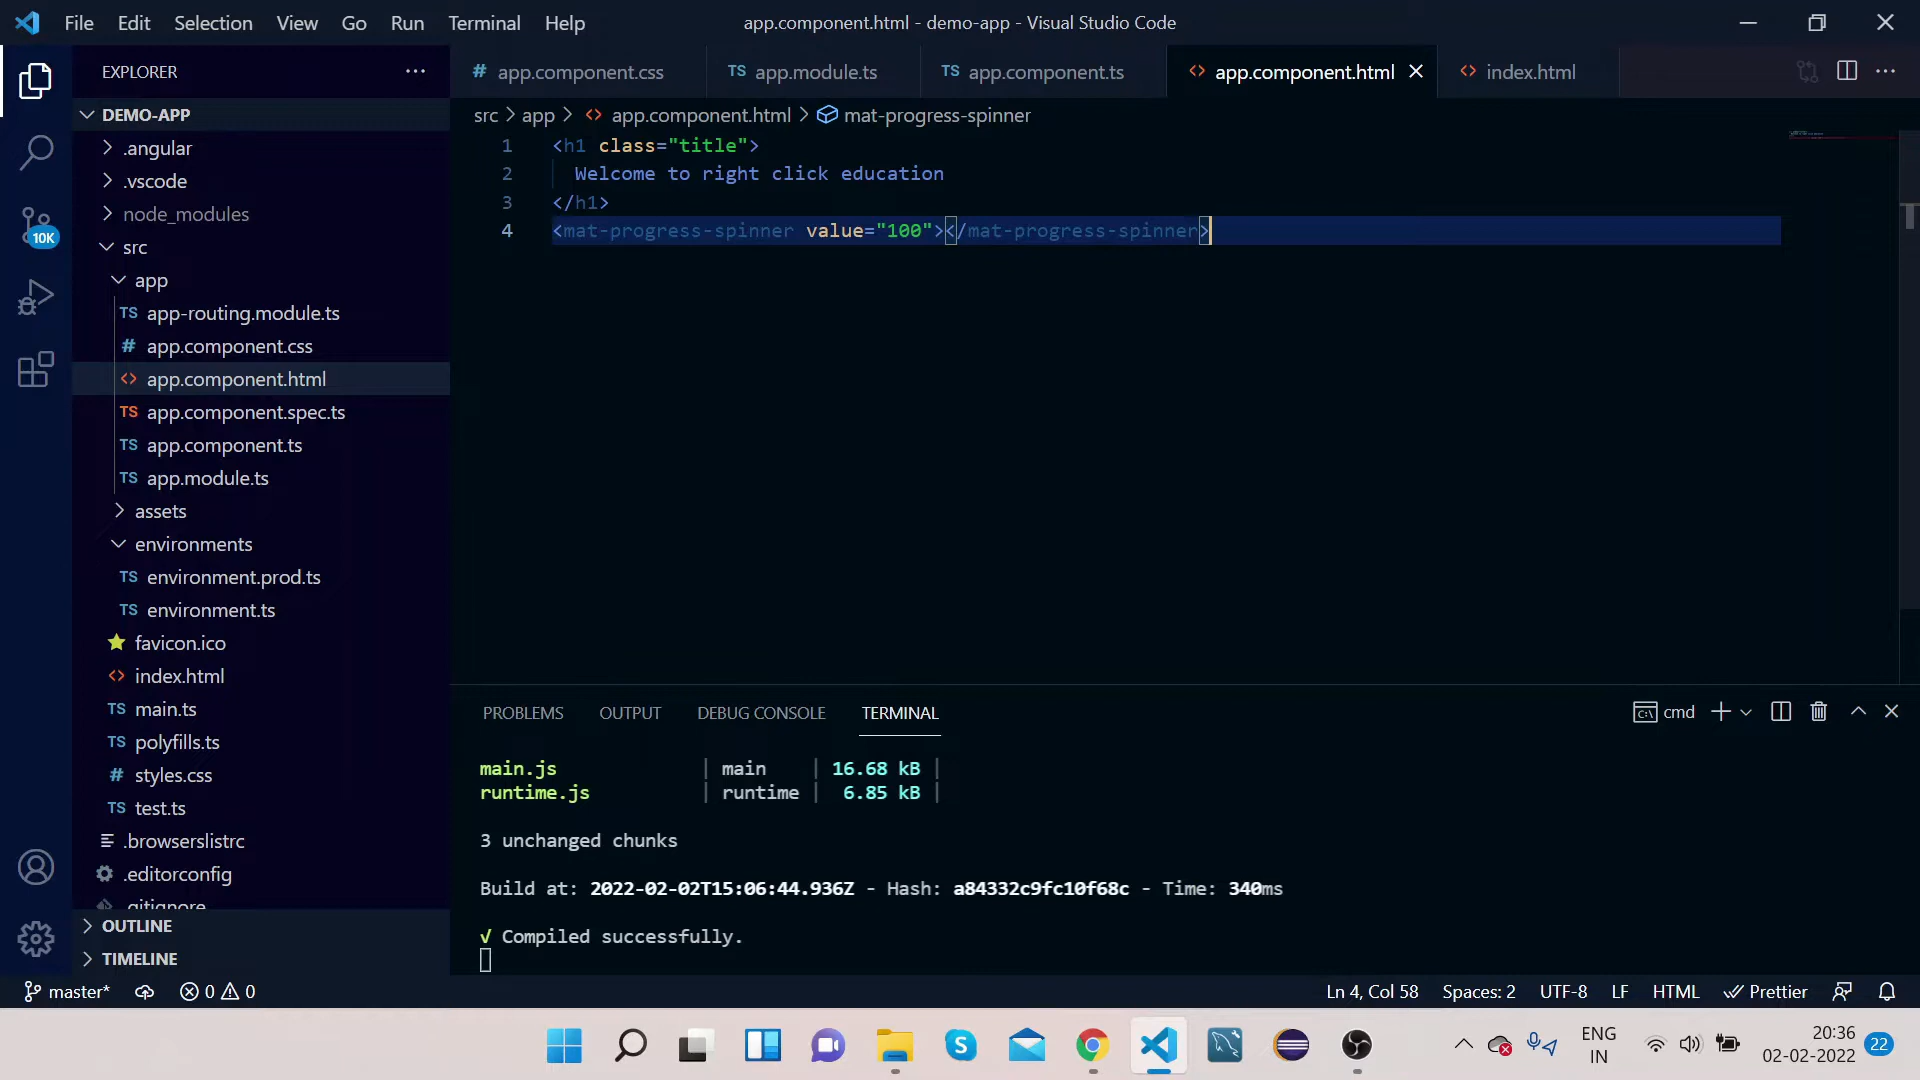 File Edit Selection View Go Run Terminal Help
app.component.html - demo-app - Visual Studio Code
EXPLORER
DEMO-APP
.angular
.vscode
node_modules
src
app
TS app-routing.module.ts
# app.component.css
<> app.component.html
TS app.component.spec.ts
TS app.component.ts
TS app.module.ts
assets
environments
TS environment.prod.ts
TS environment.ts
favicon.ico
<> index.html
TS main.ts
TS polyfills.ts
# styles.css
TS test.ts
.browserslistrc
.editorconfig
.gitignore
OUTLINE
TIMELINE
10K
# app.component.css TS app.module.ts TS app.component.ts <> app.component.html <> index.html
src > app > <> app.component.html > mat-progress-spinner
1 <h1 class="title">
2 Welcome to right click education
3 </h1>
4 <mat-progress-spinner value="100"></mat-progress-spinner>
PROBLEMS OUTPUT DEBUG CONSOLE TERMINAL
cmd
main.js | main | 16.68 kB |
runtime.js | runtime | 6.85 kB |
3 unchanged chunks
Build at: 2022-02-02T15:06:44.936Z - Hash: a84332c9fc10f68c - Time: 340ms
√ Compiled successfully.
master* 0 0
Ln 4, Col 58 Spaces: 2 UTF-8 LF HTML Prettier
ENG
IN
20:36
02-02-2022
22